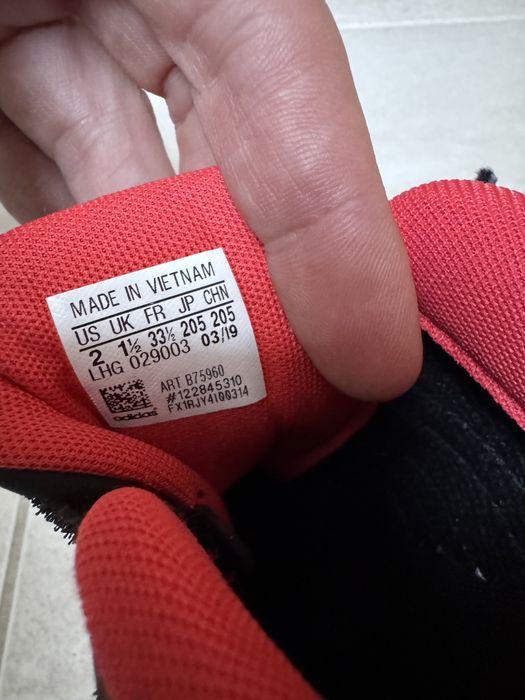 MADE IN VIETNAM
US UK FR JP CHN
2 1½ 33½ 205 205
LHG 029003 03/19
ART B75960
#122845310
FX1RJY4I00314
adidas